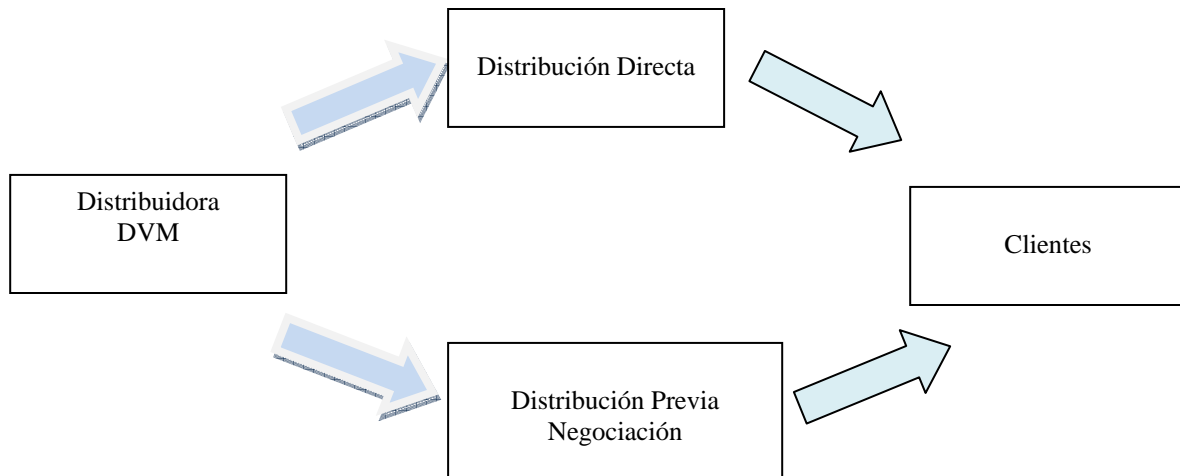 Distribución Directa
Distribuidora
DVM
Clientes
Distribución Previa
Negociación